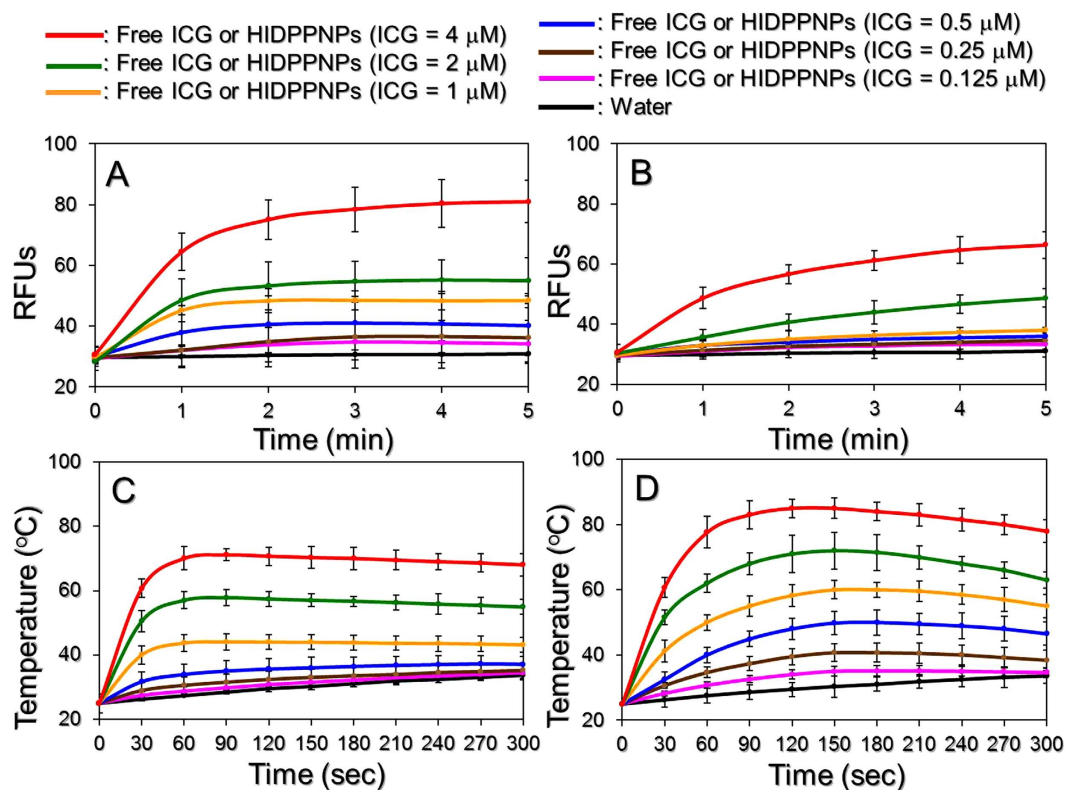 : Free ICG or HIDPPNPs (ICG = 4 μM)
: Free ICG or HIDPPNPs (ICG = 2 μM)
: Free ICG or HIDPPNPs (ICG = 1 μM)
: Free ICG or HIDPPNPs (ICG = 0.5 μM)
: Free ICG or HIDPPNPs (ICG = 0.25 μM)
: Free ICG or HIDPPNPs (ICG = 0.125 μM)
: Water
A
RFUs
100
80
60
40
20
0 1 2 3 4 5
Time (min)
B
RFUs
100
80
60
40
20
0 1 2 3 4 5
Time (min)
C
Temperature (°C)
100
80
60
40
20
0 30 60 90 120 150 180 210 240 270 300
Time (sec)
D
Temperature (°C)
100
80
60
40
20
0 30 60 90 120 150 180 210 240 270 300
Time (sec)